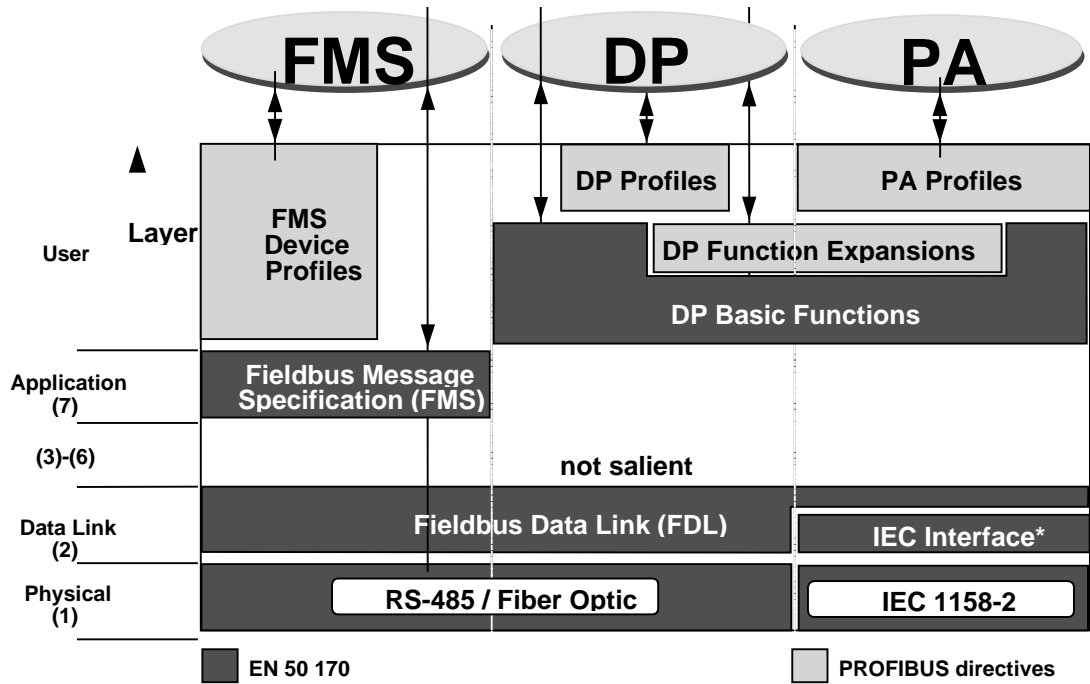 FMS
DP
PA
Layer
User
FMS
Device
Profiles
DP Profiles
PA Profiles
DP Function Expansions
DP Basic Functions
Application
(7)
Fieldbus Message
Specification (FMS)
(3)-(6)
not salient
Data Link
(2)
Fieldbus Data Link (FDL)
IEC Interface*
Physical
(1)
RS-485 / Fiber Optic
IEC 1158-2
EN 50 170
PROFIBUS directives